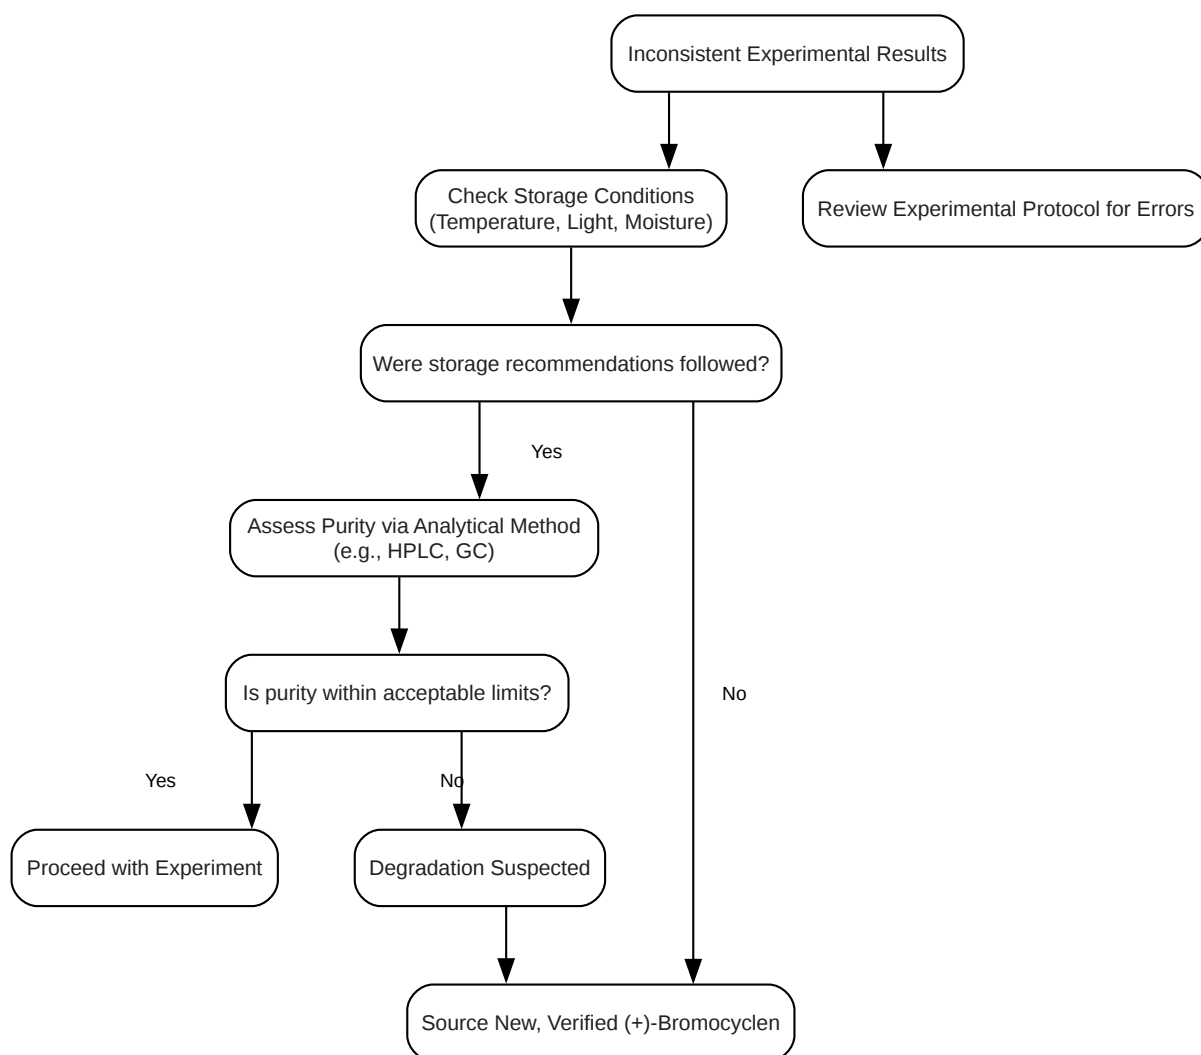 Inconsistent Experimental Results
Check Storage Conditions
(Temperature, Light, Moisture)
Review Experimental Protocol for Errors
Were storage recommendations followed?
Yes
Assess Purity via Analytical Method
(e.g., HPLC, GC)
Is purity within acceptable limits?
No
Yes
No
Proceed with Experiment
Degradation Suspected
Source New, Verified (+)-Bromocyclen